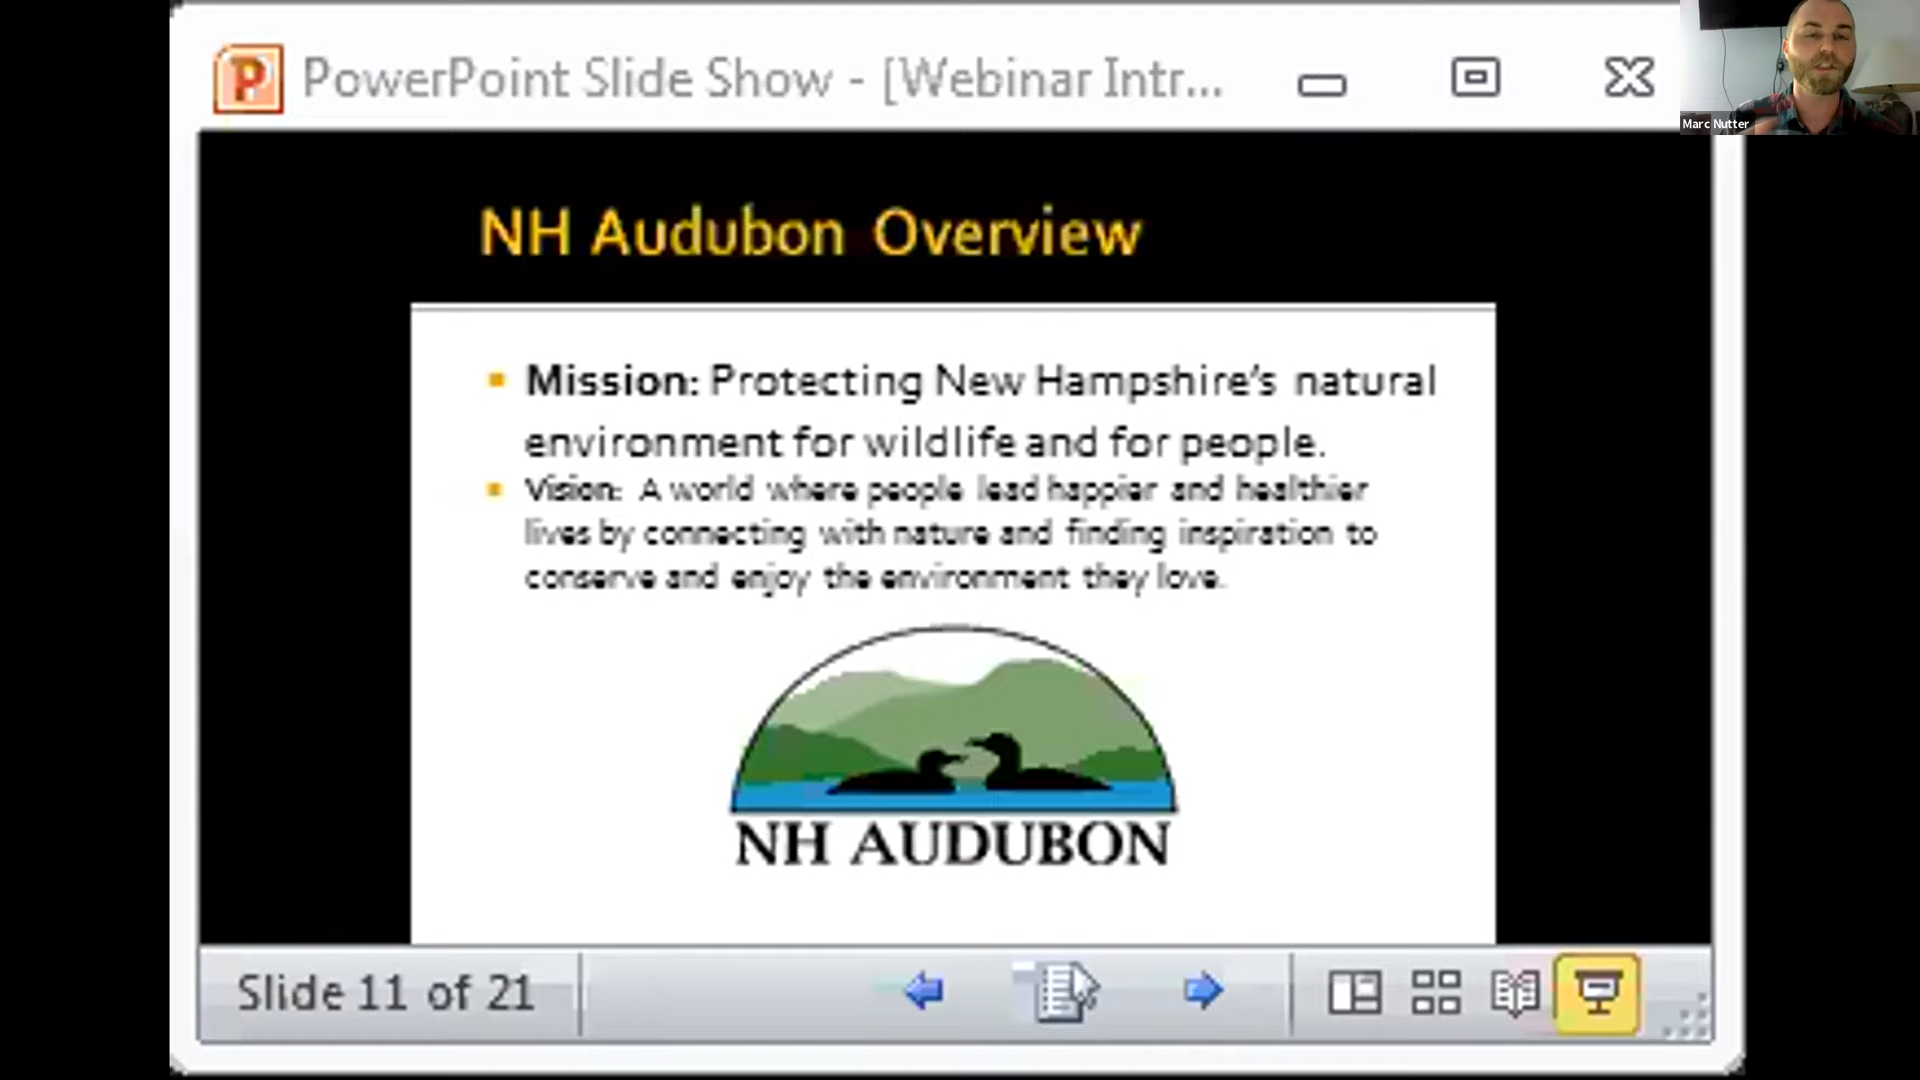 PowerPoint Slide Show - [Webinar Intr...
Marc Nutter
NH Audubon Overview
Mission: Protecting New Hampshire's natural
environment for wildlife and for people.
Vision: A world where people lead happier and healthier
lives by connecting with nature and finding inspiration to
conserve and enjoy the environment they love.
NH AUDUBON
Slide 11 of 21